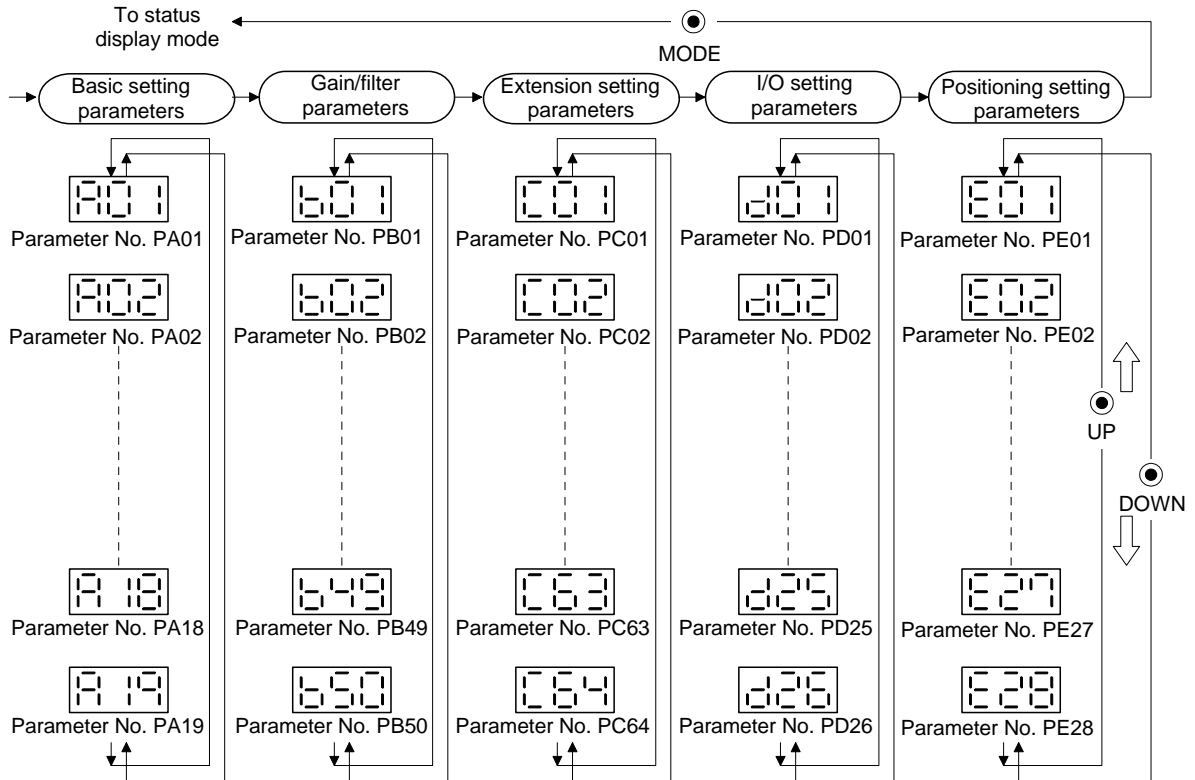 To status
display mode
MODE
Basic setting
parameters
Gain/filter
parameters
Extension setting
parameters
I/O setting
parameters
Positioning setting
parameters
A01
b01
C01
d01
E01
Parameter No. PA01
Parameter No. PB01
Parameter No. PC01
Parameter No. PD01
Parameter No. PE01
A02
b02
C02
d02
E02
Parameter No. PA02
Parameter No. PB02
Parameter No. PC02
Parameter No. PD02
Parameter No. PE02
UP
DOWN
A18
b49
C63
d25
E27
Parameter No. PA18
Parameter No. PB49
Parameter No. PC63
Parameter No. PD25
Parameter No. PE27
A19
b50
C64
d26
E28
Parameter No. PA19
Parameter No. PB50
Parameter No. PC64
Parameter No. PD26
Parameter No. PE28